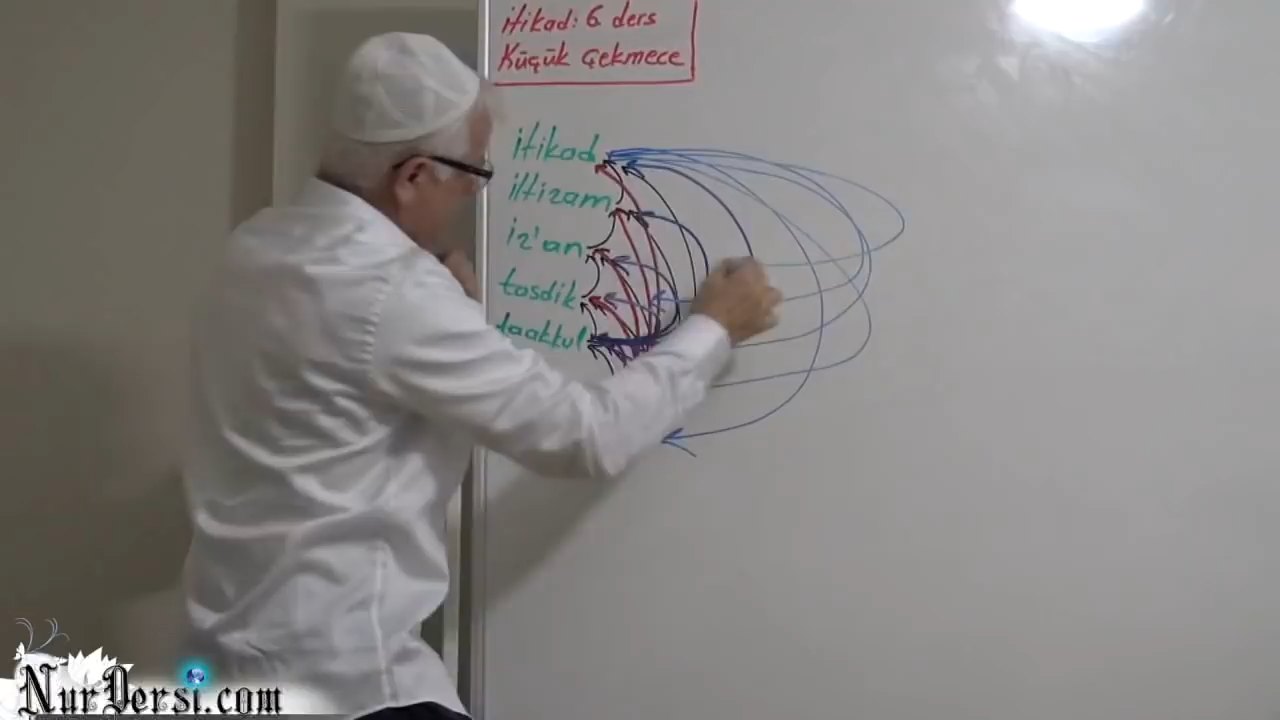 itikad: 6. ders
Küçük Çekmece
itikad
iltizam
iz'an
tasdik
taakkul
NurDersi.com